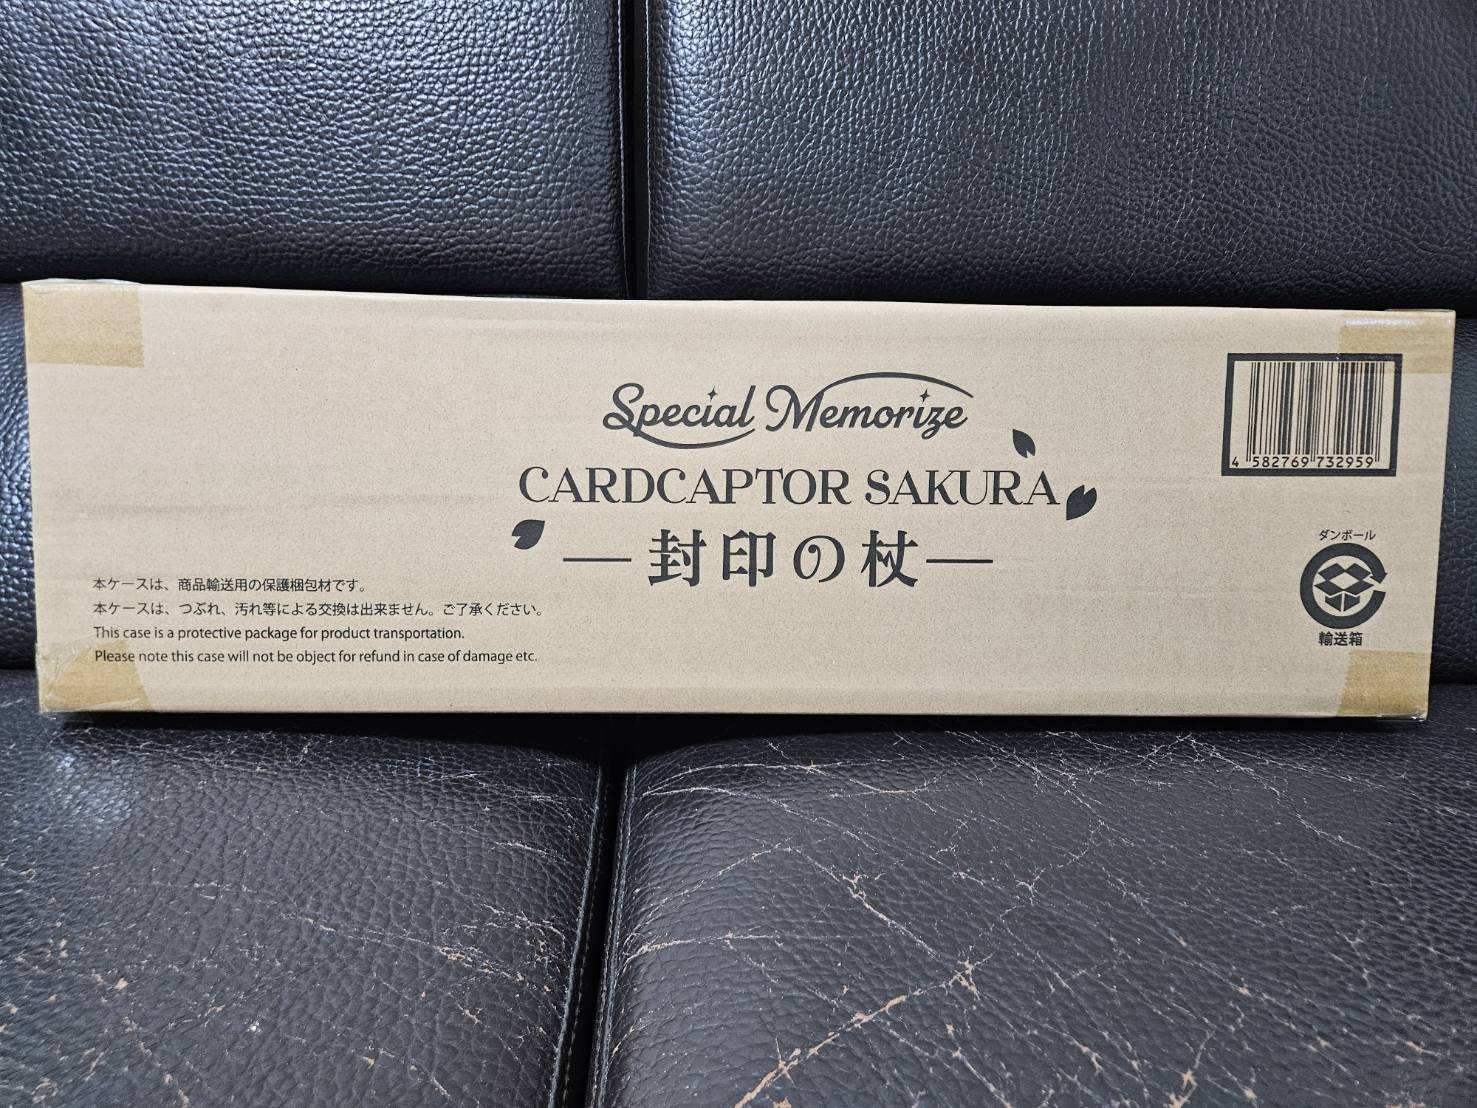 Special Memorize
CARDCAPTOR SAKURA
—封印の杖—
4 582769 732959
ダンボール
輸送箱
本ケースは、商品輸送用の保護梱包材です。
本ケースは、つぶれ、汚れ等による交換は出来ません。ご了承ください。
This case is a protective package for product transportation.
Please note this case will not be object for refund in case of damage etc.